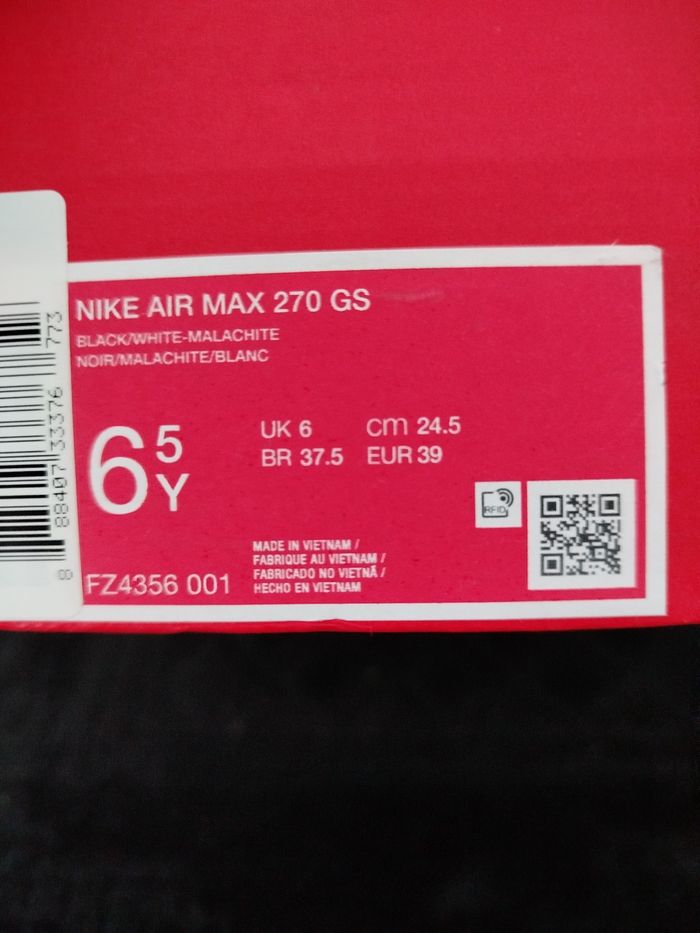 NIKE AIR MAX 270 GS
BLACK/WHITE-MALACHITE
NOIR/MALACHITE/BLANC
6 5 Y
UK 6 cm 24.5
BR 37.5 EUR 39
RFID
MADE IN VIETNAM /
FABRIQUE AU VIETNAM /
FABRICADO NO VIETNÃ /
HECHO EN VIETNAM
FZ4356 001
88407 33376 773